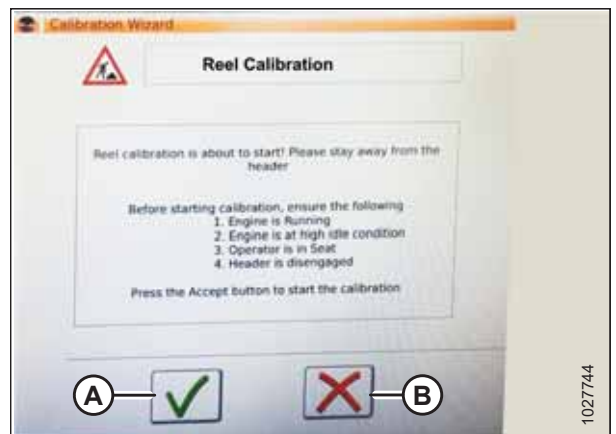 Calibration Wizard
Reel Calibration
Reel calibration is about to start! Please stay away from the
header
Before starting calibration, ensure the following
1. Engine is Running
2. Engine is at high idle condition
3. Operator is in Seat
4. Header is disengaged
Press the Accept button to start the calibration
A
B
1027744